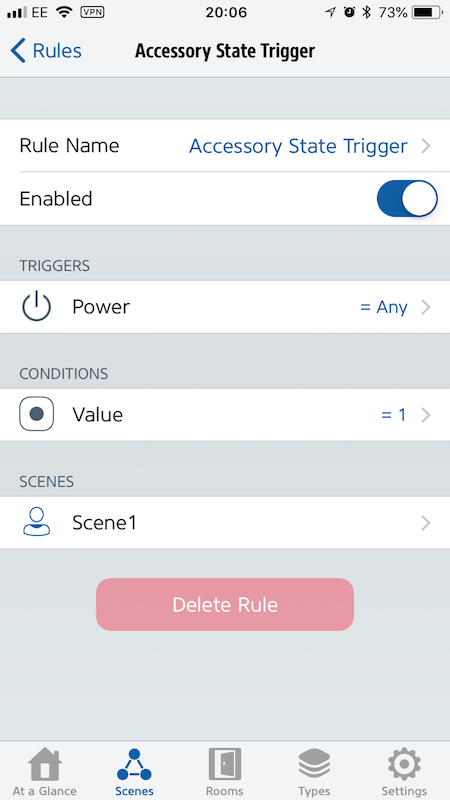 EE VPN 20:06 73%
Rules Accessory State Trigger
Rule Name Accessory State Trigger
Enabled
TRIGGERS
Power = Any
CONDITIONS
Value = 1
SCENES
Scene1
Delete Rule
At a Glance Scenes Rooms Types Settings